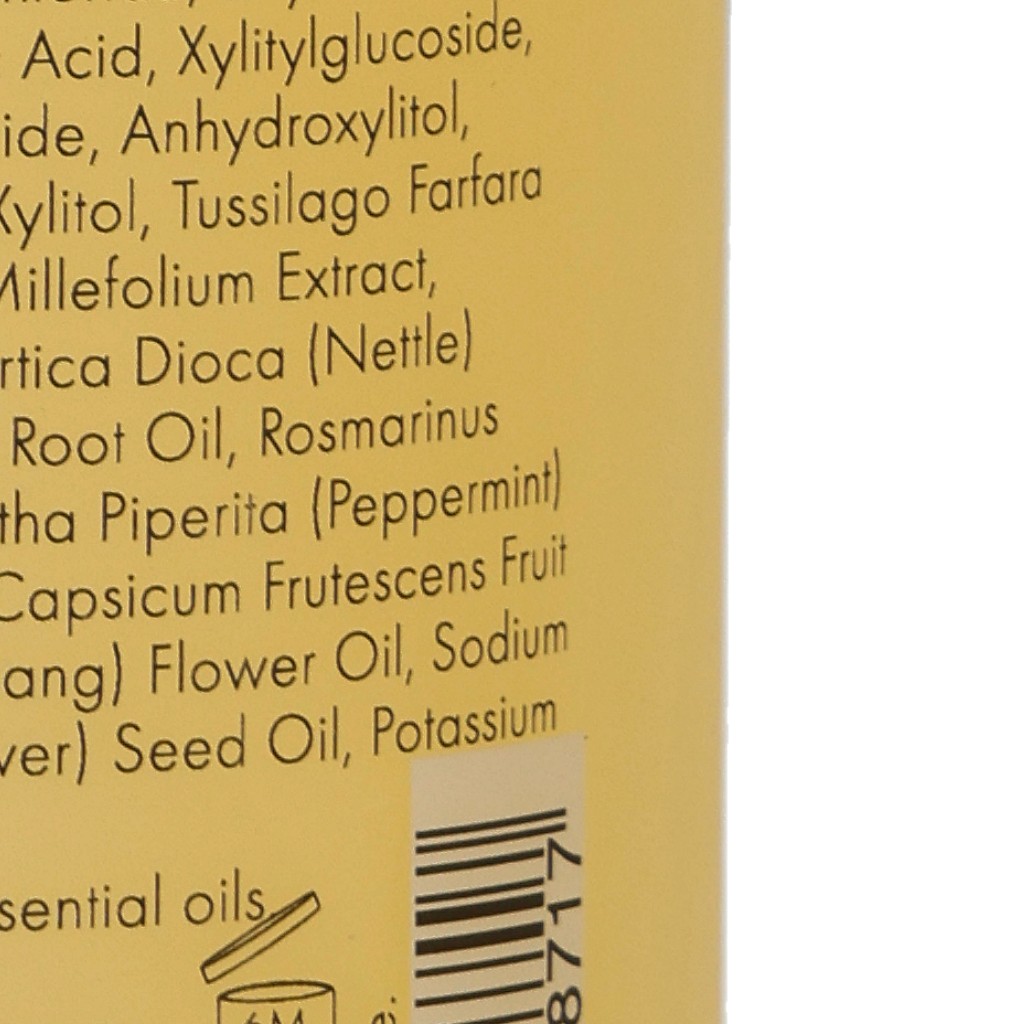 Acid, Xylitylglucoside,
ide, Anhydroxylitol,
Xylitol, Tussilago Farfara
Millefolium Extract,
rtica Dioca (Nettle)
Root Oil, Rosmarinus
tha Piperita (Peppermint)
Capsicum Frutescens Fruit
ang) Flower Oil, Sodium
ver) Seed Oil, Potassium
sential oils
8717